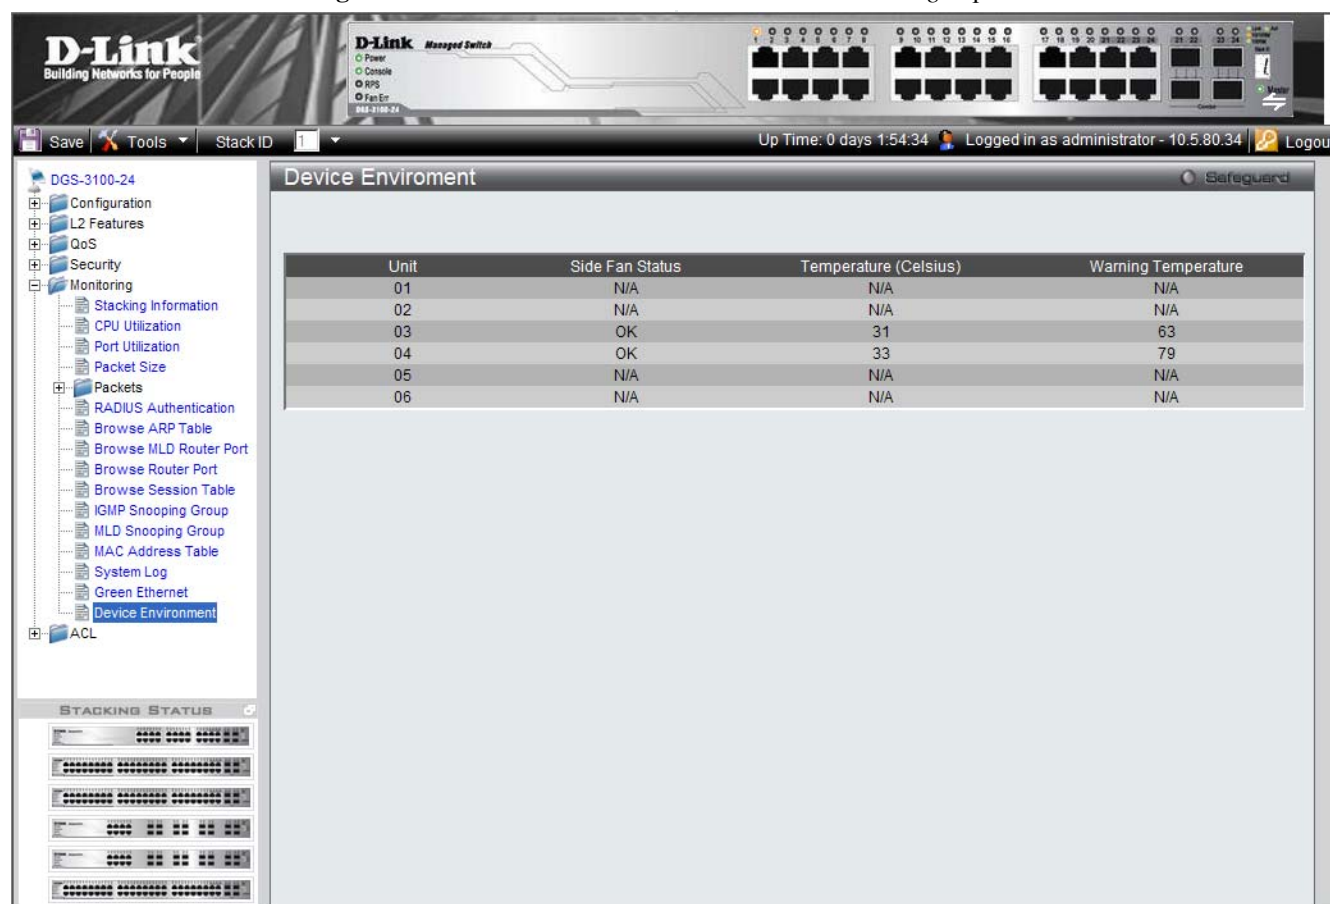 D-Link
Building Networks for People
D-Link Managed Switch
Power
Console
RPS
Fan Err
DGS-3100-24
Master
Save Tools Stack ID 1 Up Time: 0 days 1:54:34 Logged in as administrator - 10.5.80.34 Logou
DGS-3100-24
Configuration
L2 Features
QoS
Security
Monitoring
Stacking Information
CPU Utilization
Port Utilization
Packet Size
Packets
RADIUS Authentication
Browse ARP Table
Browse MLD Router Port
Browse Router Port
Browse Session Table
IGMP Snooping Group
MLD Snooping Group
MAC Address Table
System Log
Green Ethernet
Device Environment
ACL
STACKING STATUS
Device Enviroment Safeguard
Unit Side Fan Status Temperature (Celsius) Warning Temperature
01 N/A N/A N/A
02 N/A N/A N/A
03 OK 31 63
04 OK 33 79
05 N/A N/A N/A
06 N/A N/A N/A